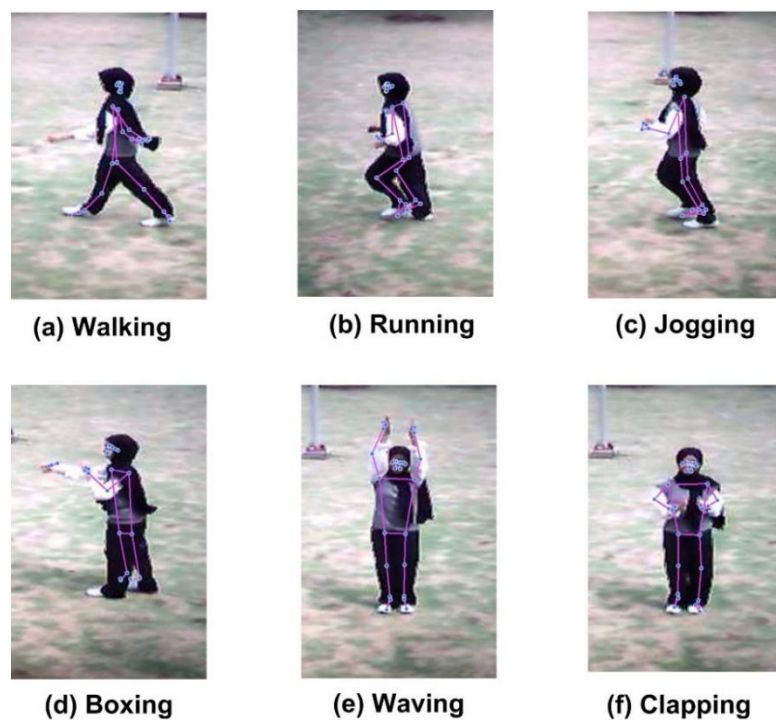 (a) Walking
(b) Running
(c) Jogging
(d) Boxing
(e) Waving
(f) Clapping